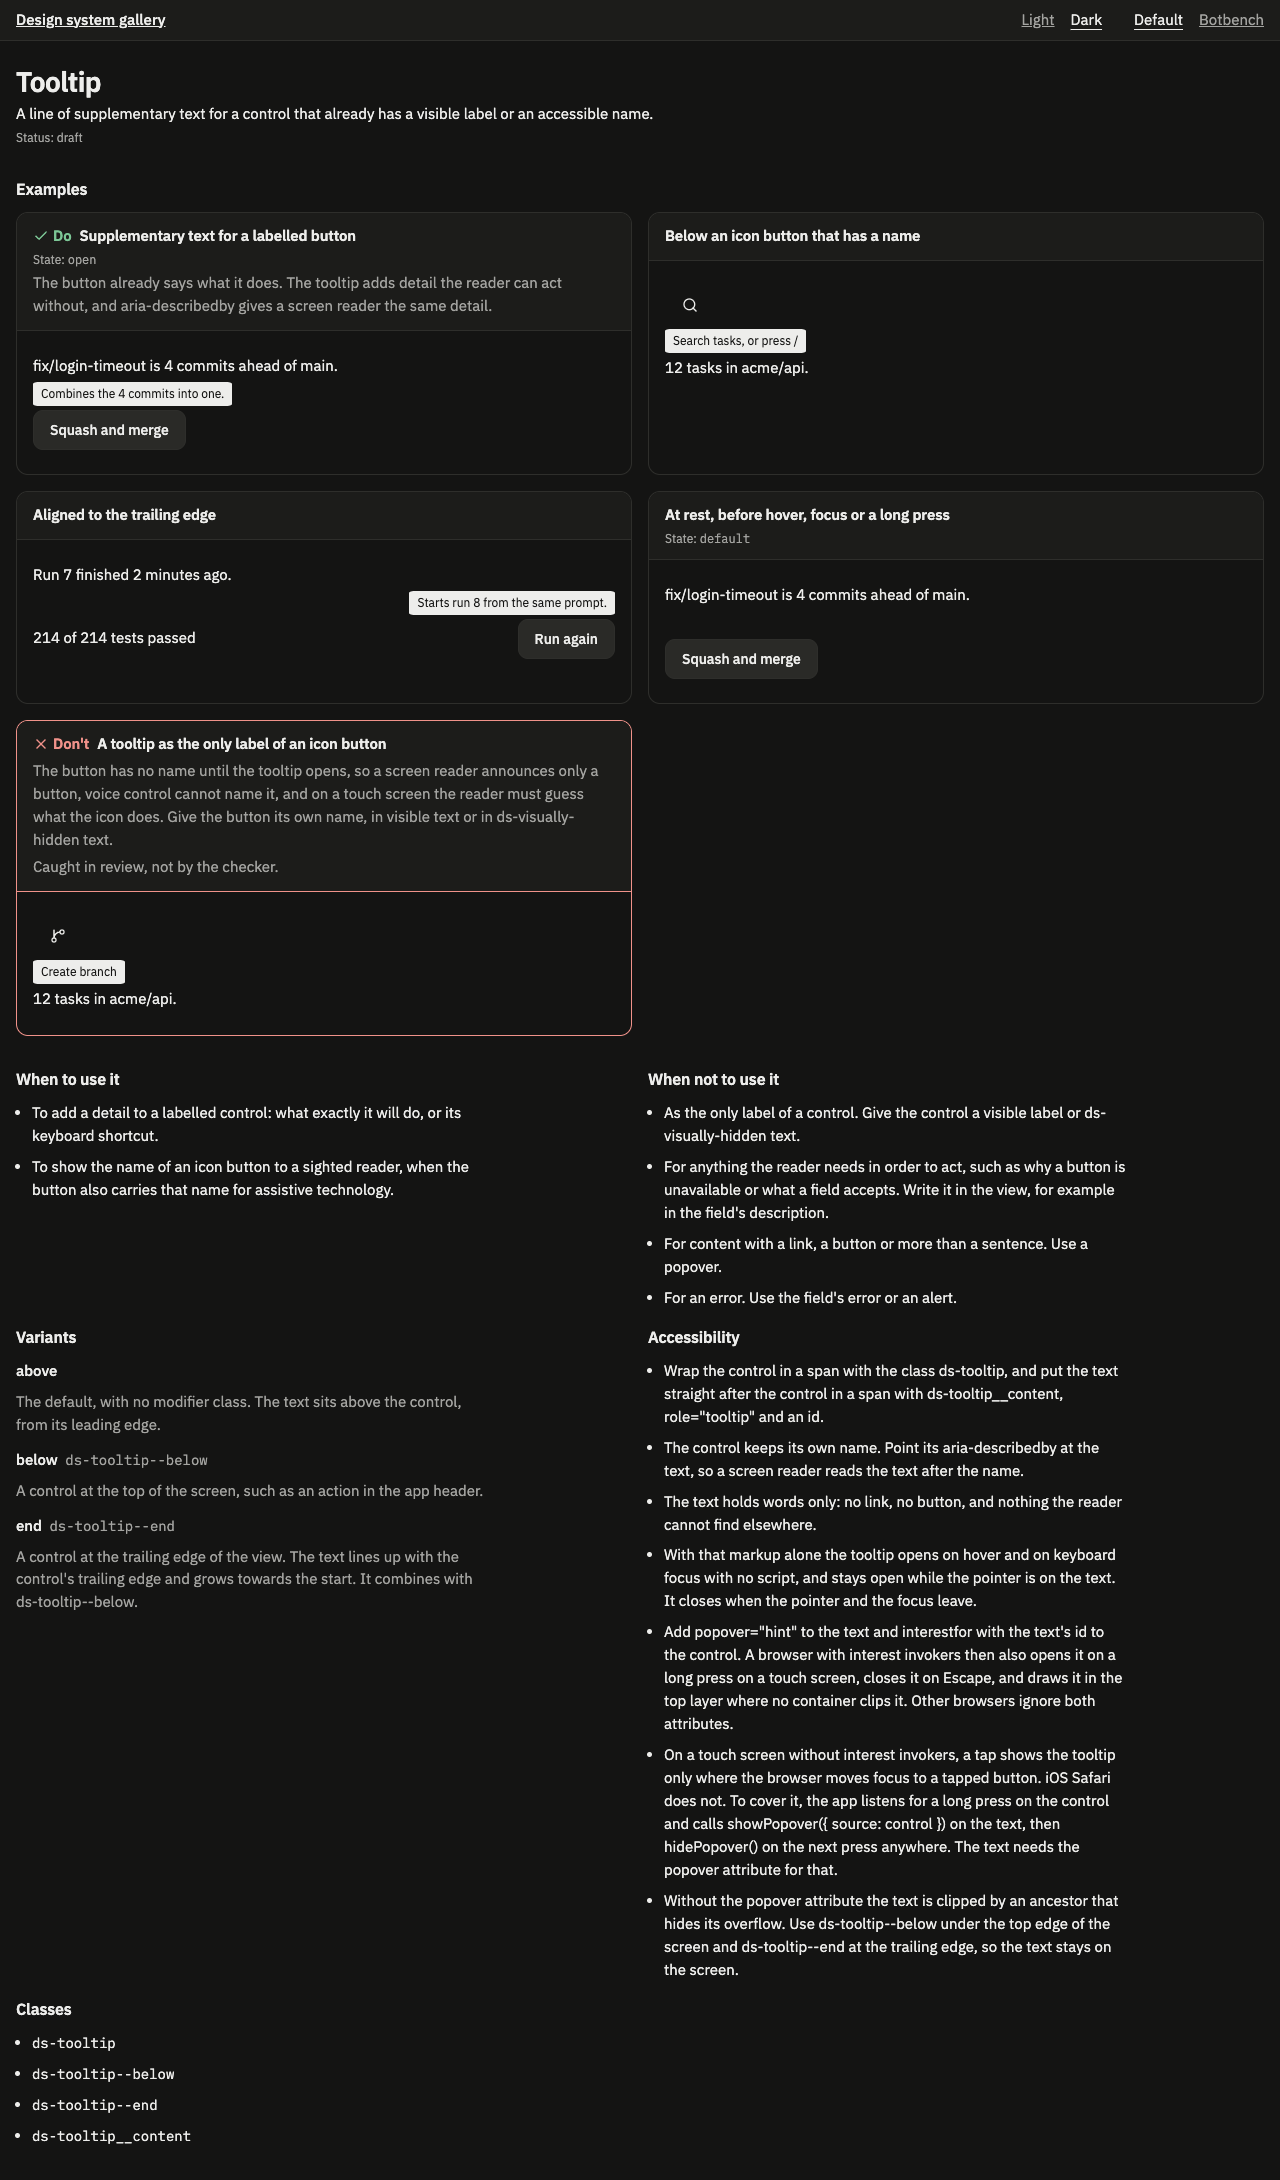 Design system gallery
Light Dark Default Botbench
Tooltip
A line of supplementary text for a control that already has a visible label or an accessible name.
Status: draft
Examples
Do Supplementary text for a labelled button
State: open
The button already says what it does. The tooltip adds detail the reader can act
without, and aria-describedby gives a screen reader the same detail.
fix/login-timeout is 4 commits ahead of main.
Combines the 4 commits into one.
Squash and merge
Below an icon button that has a name
Search tasks, or press /
12 tasks in acme/api.
Aligned to the trailing edge
Run 7 finished 2 minutes ago.
Starts run 8 from the same prompt.
214 of 214 tests passed
Run again
At rest, before hover, focus or a long press
State: default
fix/login-timeout is 4 commits ahead of main.
Squash and merge
Don't A tooltip as the only label of an icon button
The button has no name until the tooltip opens, so a screen reader announces only a
button, voice control cannot name it, and on a touch screen the reader must guess
what the icon does. Give the button its own name, in visible text or in ds-visually-
hidden text.
Caught in review, not by the checker.
Create branch
12 tasks in acme/api.
When to use it
• To add a detail to a labelled control: what exactly it will do, or its
keyboard shortcut.
• To show the name of an icon button to a sighted reader, when the
button also carries that name for assistive technology.
When not to use it
• As the only label of a control. Give the control a visible label or ds-
visually-hidden text.
• For anything the reader needs in order to act, such as why a button is
unavailable or what a field accepts. Write it in the view, for example
in the field's description.
• For content with a link, a button or more than a sentence. Use a
popover.
• For an error. Use the field's error or an alert.
Variants
above
The default, with no modifier class. The text sits above the control,
from its leading edge.
below ds-tooltip--below
A control at the top of the screen, such as an action in the app header.
end ds-tooltip--end
A control at the trailing edge of the view. The text lines up with the
control's trailing edge and grows towards the start. It combines with
ds-tooltip--below.
Accessibility
• Wrap the control in a span with the class ds-tooltip, and put the text
straight after the control in a span with ds-tooltip__content,
role="tooltip" and an id.
• The control keeps its own name. Point its aria-describedby at the
text, so a screen reader reads the text after the name.
• The text holds words only: no link, no button, and nothing the reader
cannot find elsewhere.
• With that markup alone the tooltip opens on hover and on keyboard
focus with no script, and stays open while the pointer is on the text.
It closes when the pointer and the focus leave.
• Add popover="hint" to the text and interestfor with the text's id to
the control. A browser with interest invokers then also opens it on a
long press on a touch screen, closes it on Escape, and draws it in the
top layer where no container clips it. Other browsers ignore both
attributes.
• On a touch screen without interest invokers, a tap shows the tooltip
only where the browser moves focus to a tapped button. iOS Safari
does not. To cover it, the app listens for a long press on the control
and calls showPopover({ source: control }) on the text, then
hidePopover() on the next press anywhere. The text needs the
popover attribute for that.
• Without the popover attribute the text is clipped by an ancestor that
hides its overflow. Use ds-tooltip--below under the top edge of the
screen and ds-tooltip--end at the trailing edge, so the text stays on
the screen.
Classes
• ds-tooltip
• ds-tooltip--below
• ds-tooltip--end
• ds-tooltip__content